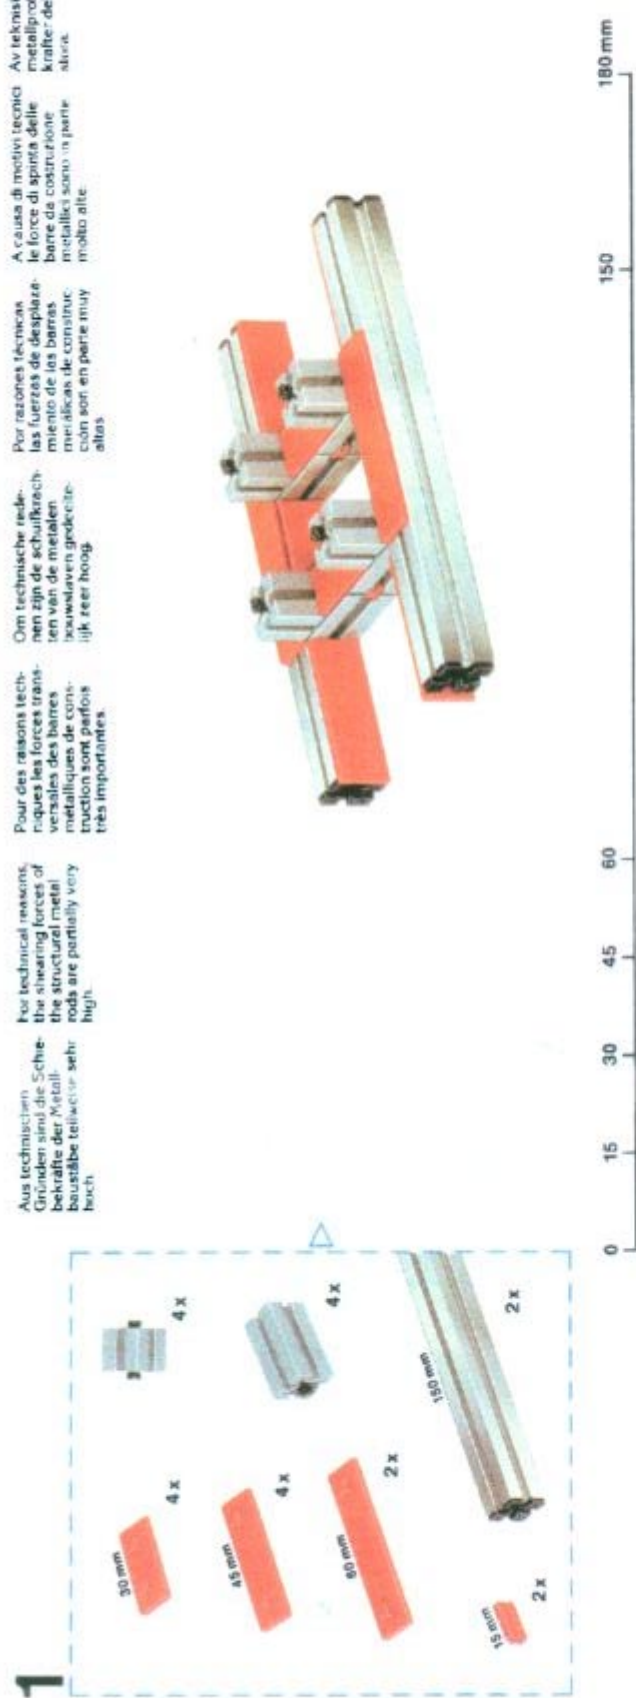 1
30 mm
4 x
4 x
45 mm
4 x
4 x
60 mm
2 x
150 mm
2 x
15 mm
2 x
Aus technischen
Gründen sind die Schie-
bekräfte der Metall-
baustäbe teilweise sehr
hoch.
For technical reasons,
the shearing forces of
the structural metal
rods are partially very
high.
Pour des raisons tech-
niques les forces trans-
versales des barres
métalliques de cons-
truction sont parfois
très importantes.
Om technische rede-
nen zijn de schuifkrach-
ten van de metalen
bouwstaven gedeelte-
lijk zeer hoog.
Por razones técnicas
las fuerzas de desplaza-
miento de las barras
metálicas de construc-
ción son en parte muy
altas
A causa di motivi tecnici
le force di spinta delle
barre da costruzione
metallici sono in parte
molto alte.
Av
krafter
0 15 30 45 60 150 180 mm